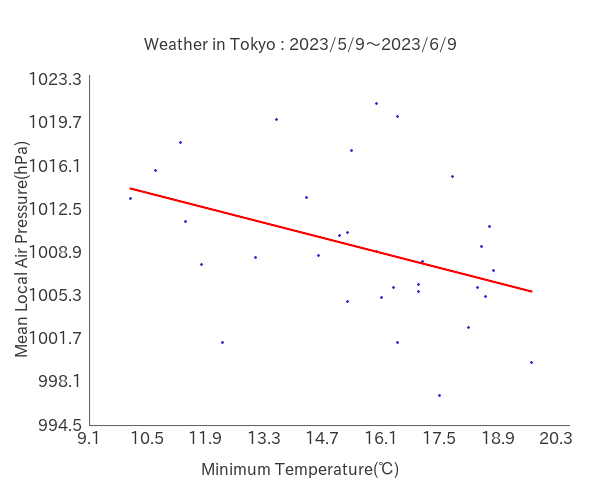 Weather in Tokyo : 2023/5/9～2023/6/9
Mean Local Air Pressure(hPa)
1023.3
1019.7
1016.1
1012.5
1008.9
1005.3
1001.7
998.1
994.5
9.1 10.5 11.9 13.3 14.7 16.1 17.5 18.9 20.3
Minimum Temperature(℃)